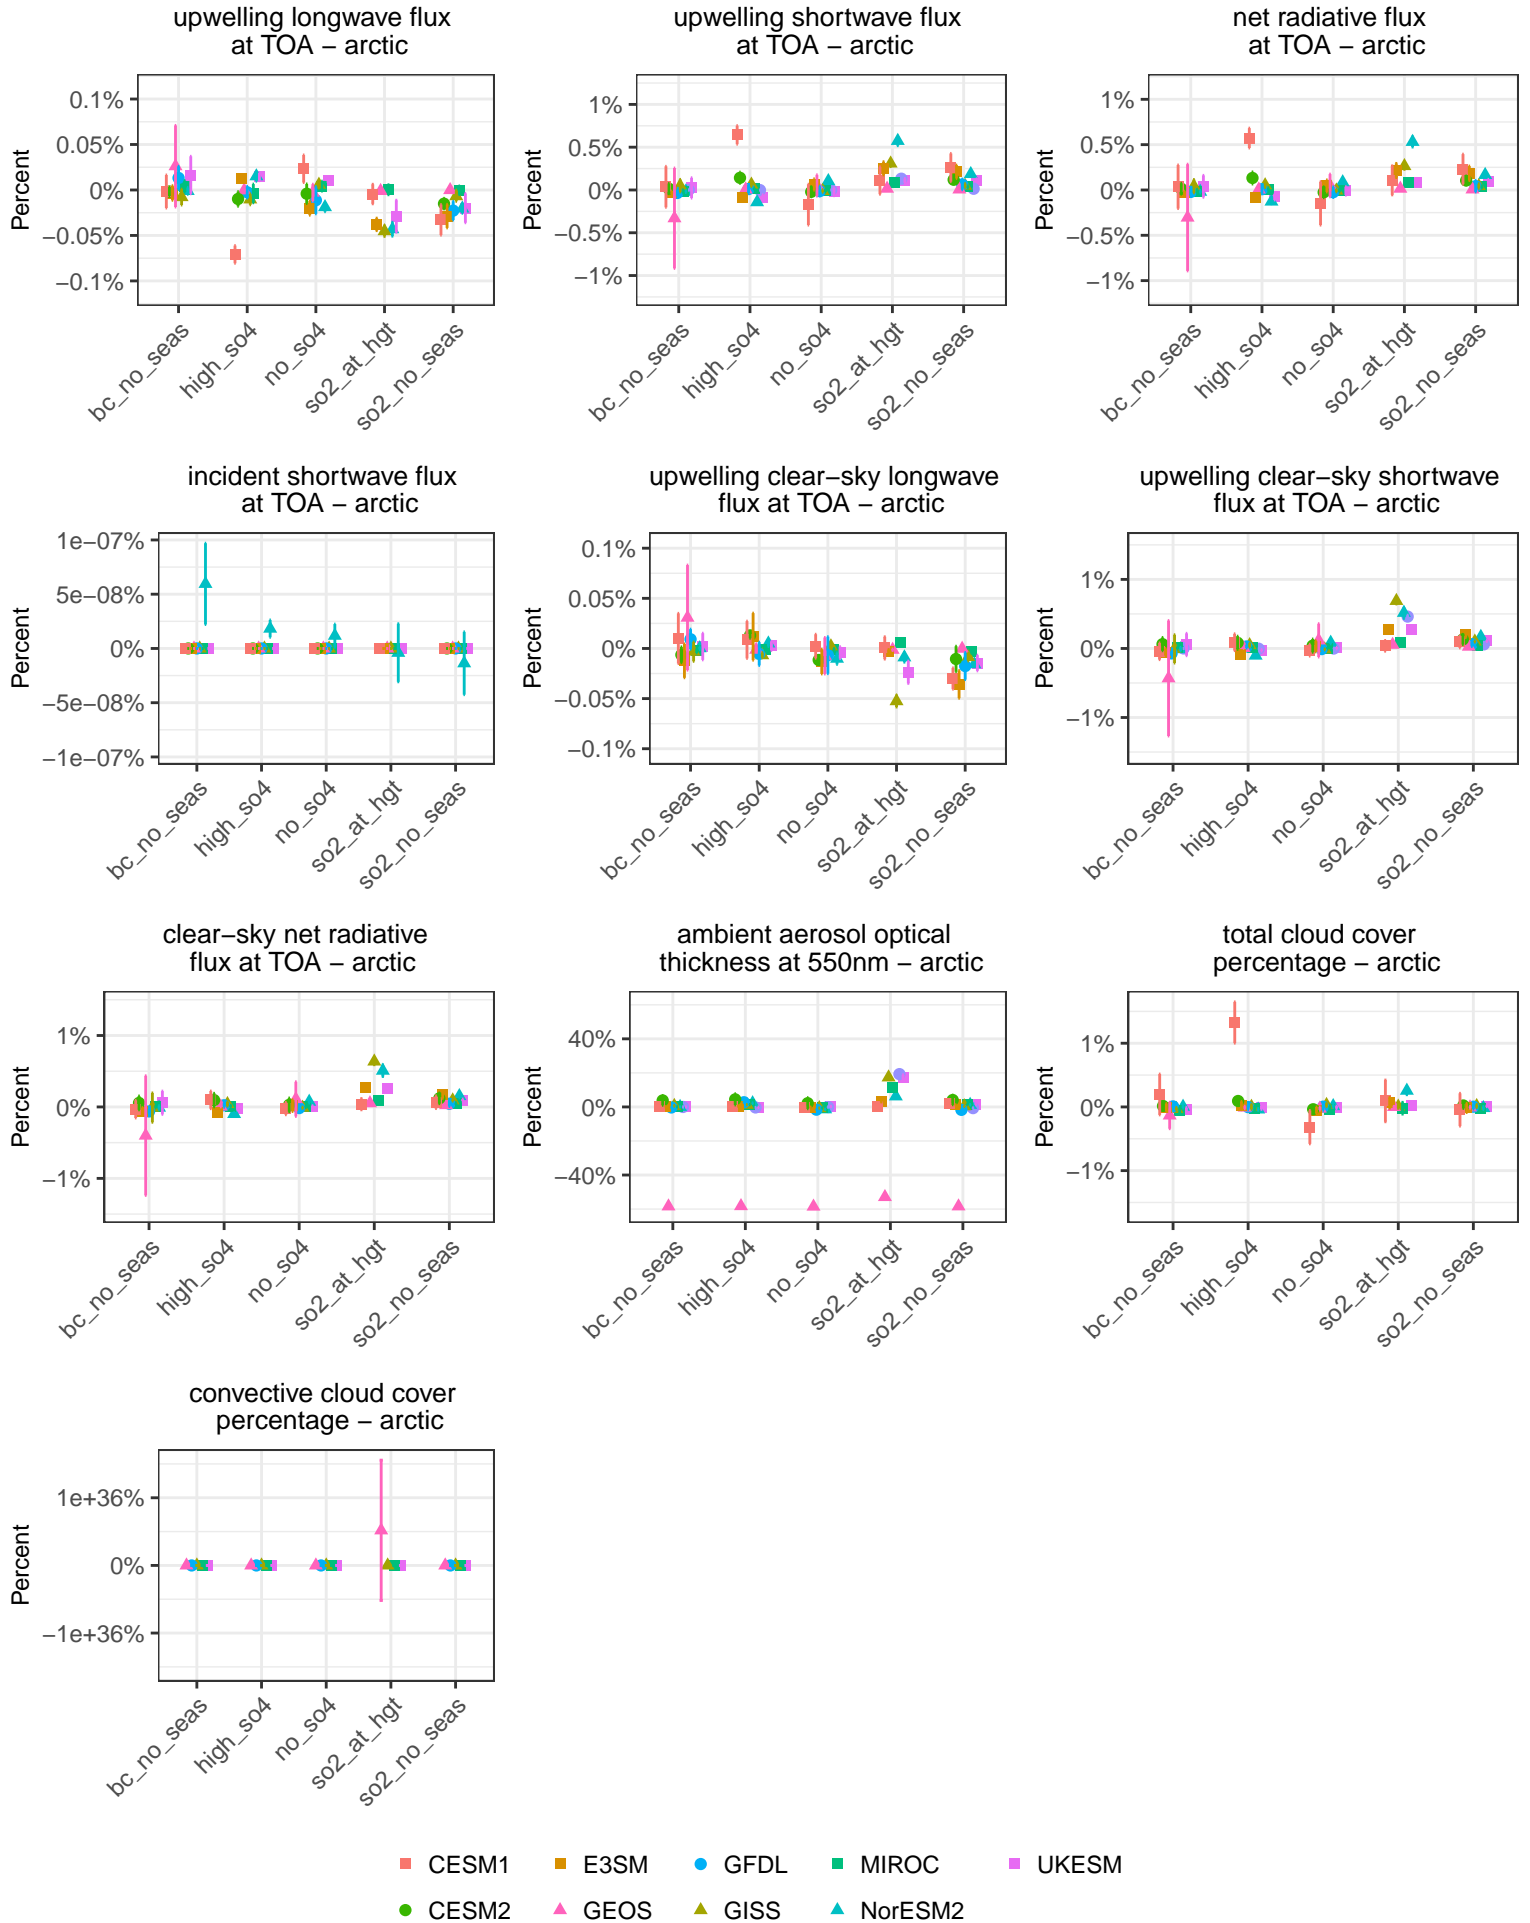 upwelling longwave flux
at TOA − arctic
Percent
0.1%
0.05%
0%
−0.05%
−0.1%
bc_no_seas
high_so4
no_so4
so2_at_hgt
so2_no_seas
upwelling shortwave flux
at TOA − arctic
Percent
1%
0.5%
0%
−0.5%
−1%
bc_no_seas
high_so4
no_so4
so2_at_hgt
so2_no_seas
net radiative flux
at TOA − arctic
Percent
1%
0.5%
0%
−0.5%
−1%
bc_no_seas
high_so4
no_so4
so2_at_hgt
so2_no_seas
incident shortwave flux
at TOA − arctic
Percent
1e−07%
5e−08%
0%
−5e−08%
−1e−07%
bc_no_seas
high_so4
no_so4
so2_at_hgt
so2_no_seas
upwelling clear−sky longwave
flux at TOA − arctic
Percent
0.1%
0.05%
0%
−0.05%
−0.1%
bc_no_seas
high_so4
no_so4
so2_at_hgt
so2_no_seas
upwelling clear−sky shortwave
flux at TOA − arctic
Percent
1%
0%
−1%
bc_no_seas
high_so4
no_so4
so2_at_hgt
so2_no_seas
clear−sky net radiative
flux at TOA − arctic
Percent
1%
0%
−1%
bc_no_seas
high_so4
no_so4
so2_at_hgt
so2_no_seas
ambient aerosol optical
thickness at 550nm − arctic
Percent
40%
0%
−40%
bc_no_seas
high_so4
no_so4
so2_at_hgt
so2_no_seas
total cloud cover
percentage − arctic
Percent
1%
0%
−1%
bc_no_seas
high_so4
no_so4
so2_at_hgt
so2_no_seas
convective cloud cover
percentage − arctic
Percent
1e+36%
0%
−1e+36%
bc_no_seas
high_so4
no_so4
so2_at_hgt
so2_no_seas
CESM1 E3SM GFDL MIROC UKESM
CESM2 GEOS GISS NorESM2